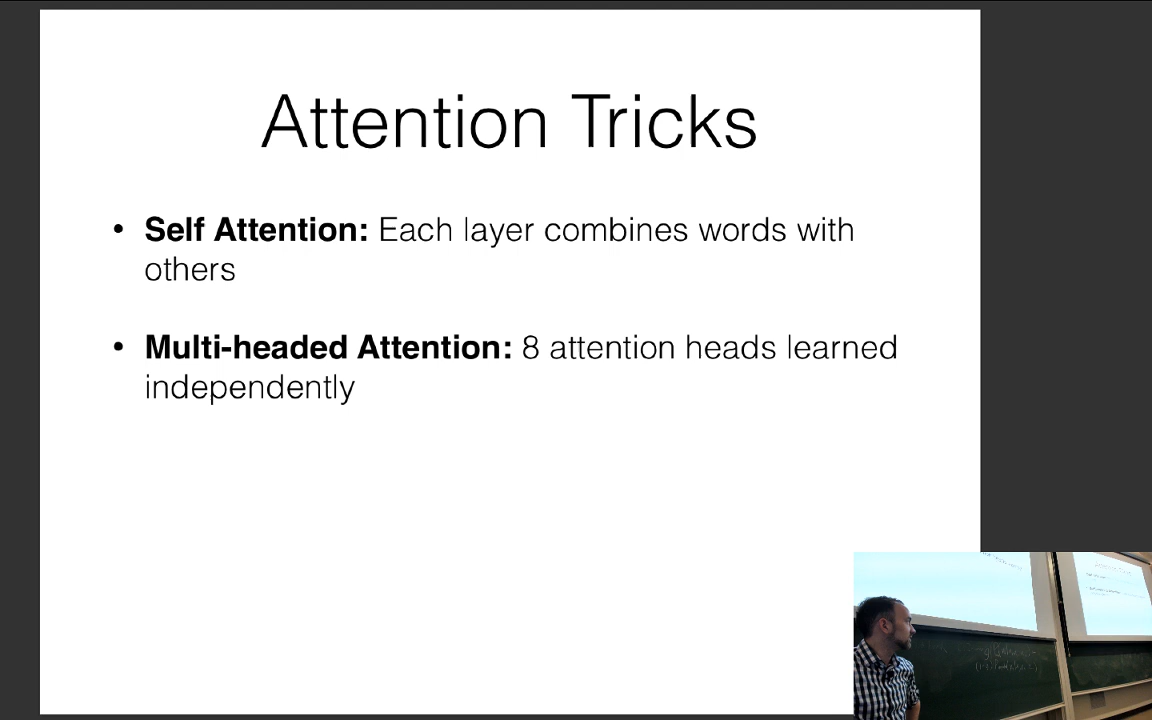 Attention Tricks
• Self Attention: Each layer combines words with
others
• Multi-headed Attention: 8 attention heads learned
independently